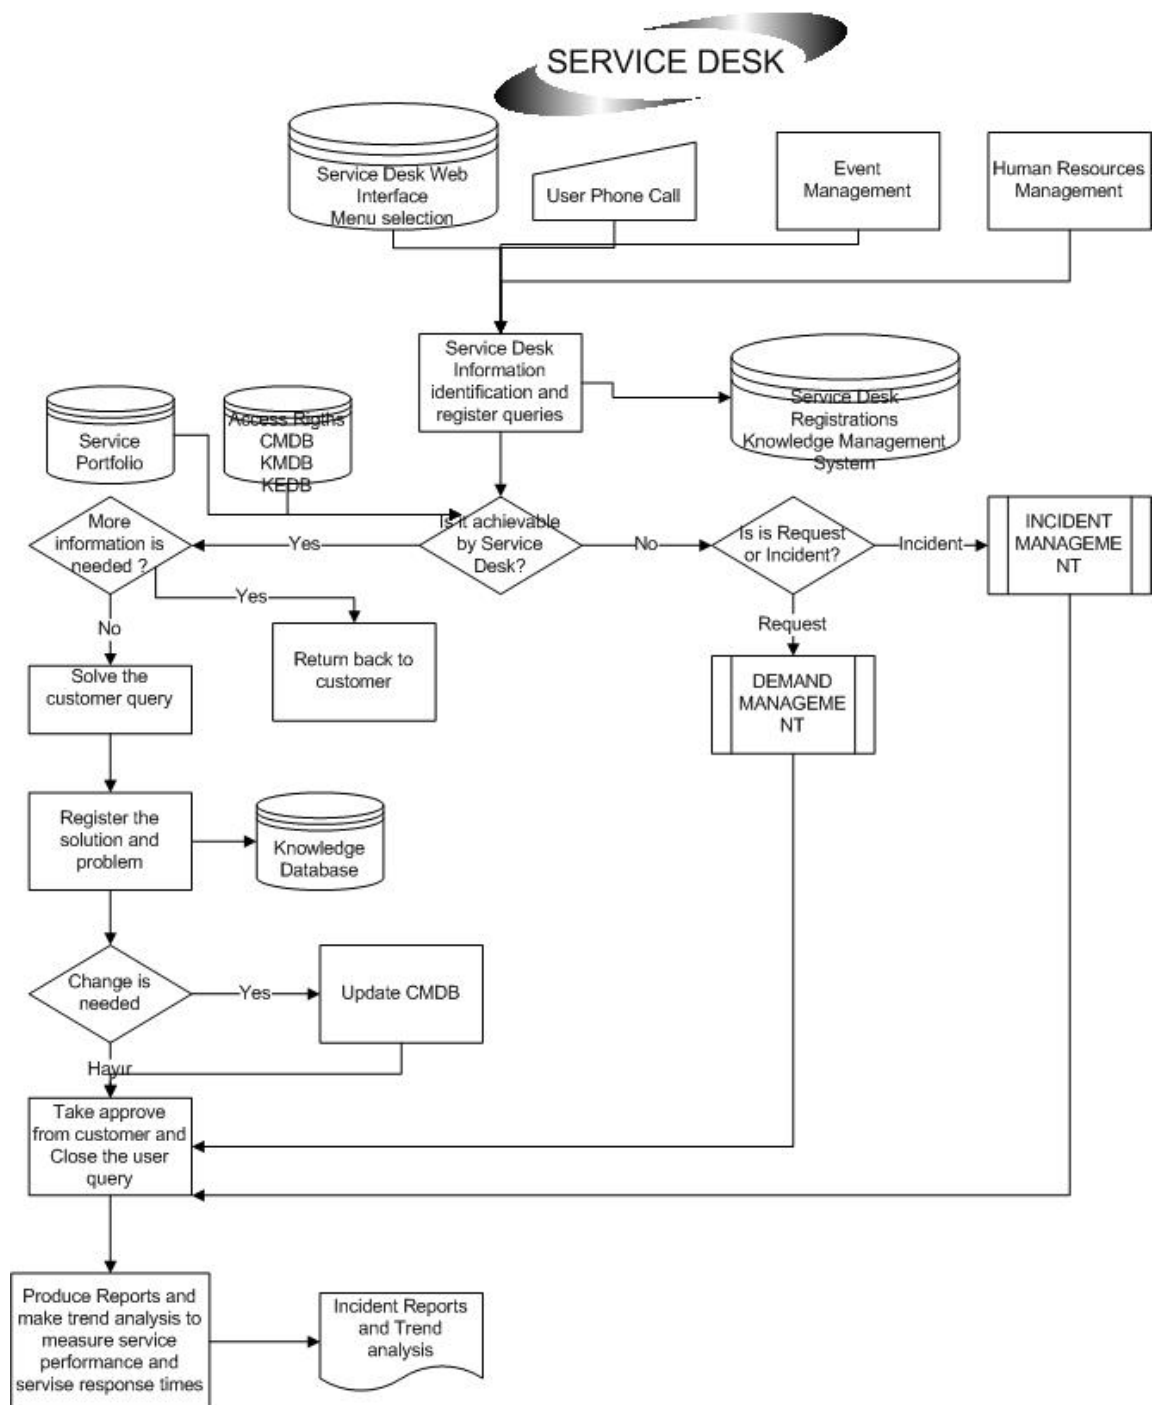 SERVICE DESK
Service Desk Web
Interface
Menu selection
User Phone Call
Event
Management
Human Resources
Management
Service Desk
Information
identification and
register queries
Service Desk
Registrations
Knowledge Management
System
Service
Portfolio
Access Rigths
CMDB
KMDB
KEDB
More
information is
needed ?
Yes
Is it achievable
by Service
Desk?
No
Is is Request
or Incident?
Incident
INCIDENT
MANAGEME
NT
Yes
No
Request
Return back to
customer
Solve the
customer query
DEMAND
MANAGEME
NT
Register the
solution and
problem
Knowledge
Database
Change is
needed
Yes
Update CMDB
Hayır
Take approve
from customer and
Close the user
query
Produce Reports and
make trend analysis to
measure service
performance and
servise response times
Incident Reports
and Trend
analysis